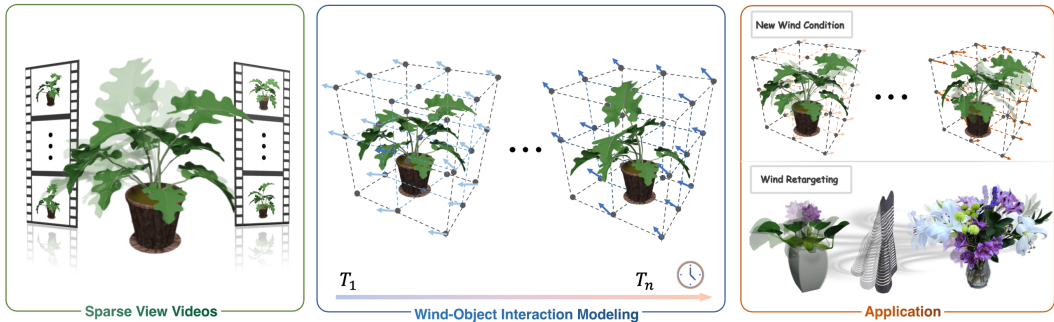 Sparse View Videos
T₁
Tₙ
Wind-Object Interaction Modeling
New Wind Condition
Wind Retargeting
Application